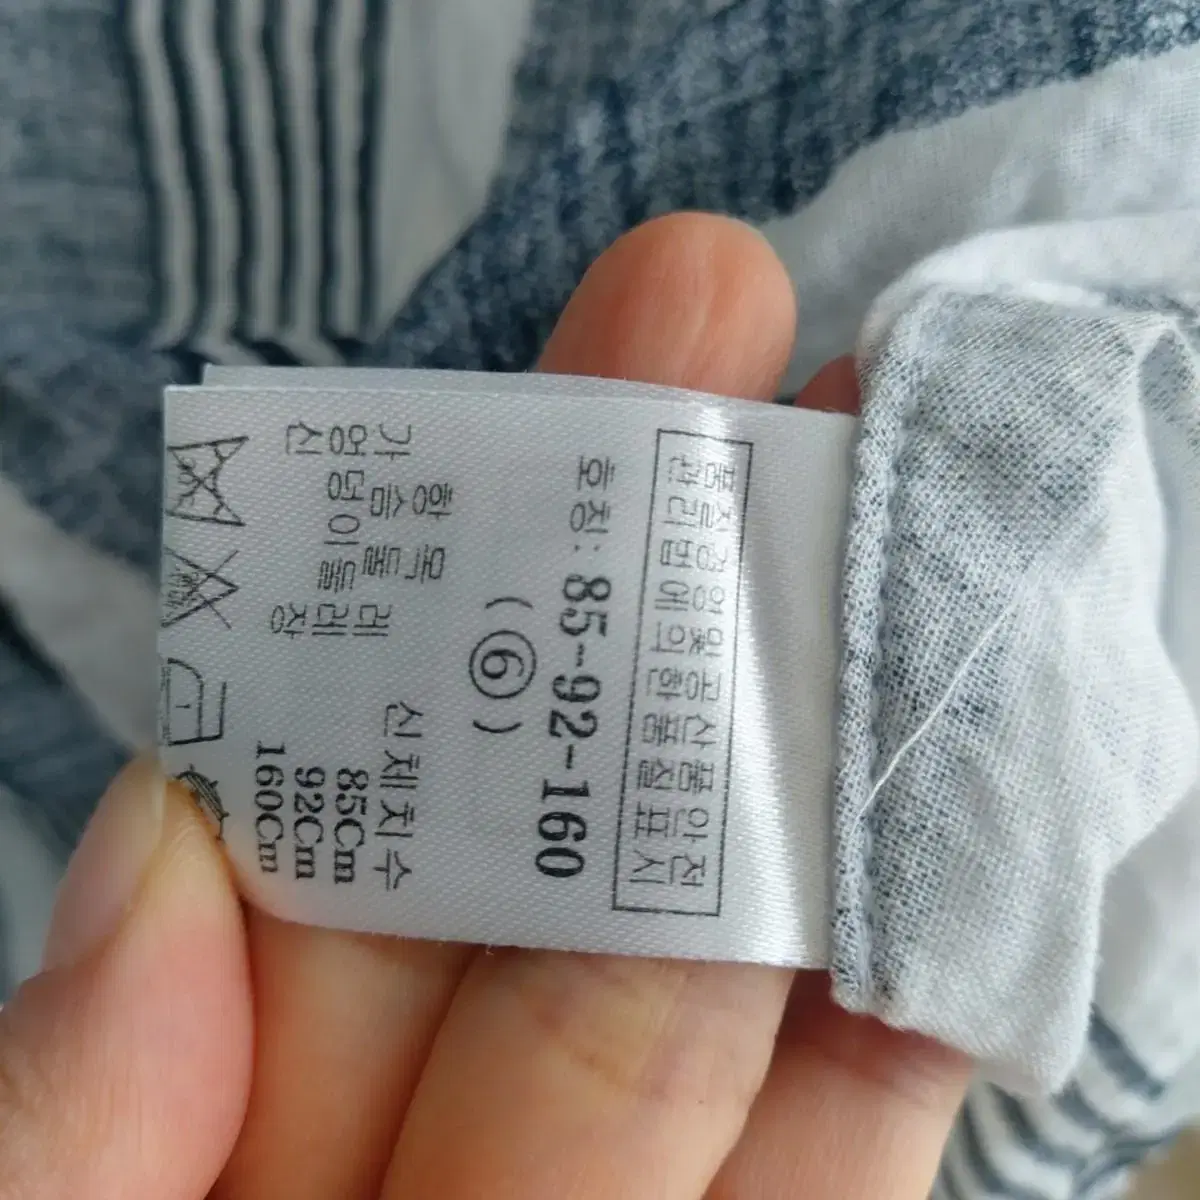 품질경영 및 공산품안전
관리법에 의한 품질표시
호칭: 85-92-160
( ⑥ )
항 목 신체치수
가슴둘레 85Cm
엉덩이둘레 92Cm
신 장 160Cm